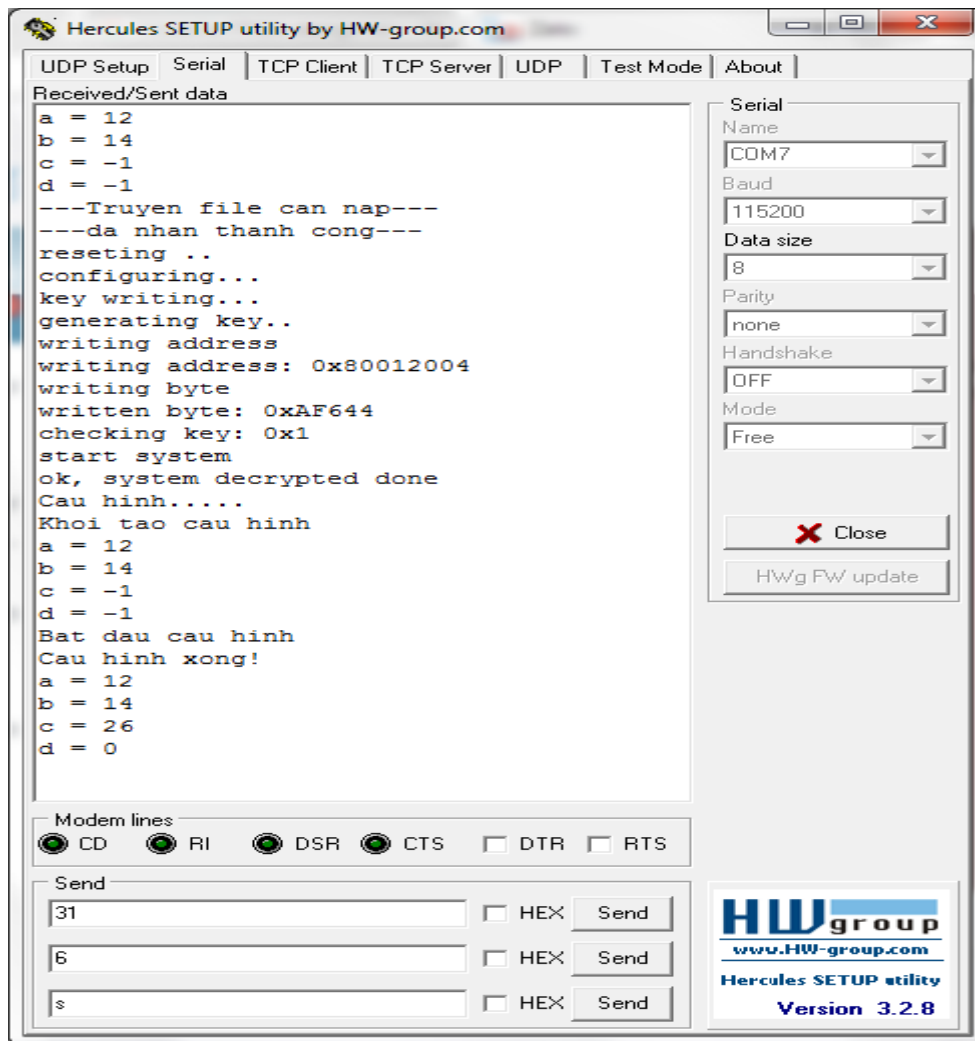 Hercules SETUP utility by HW-group.com
UDP Setup Serial TCP Client TCP Server UDP Test Mode About
Received/Sent data
a = 12
b = 14
c = -1
d = -1
---Truyen file can nap---
---da nhan thanh cong---
reseting ..
configuring...
key writing...
generating key..
writing address
writing address: 0x80012004
writing byte
written byte: 0xAF644
checking key: 0x1
start system
ok, system decrypted done
Cau hinh.....
Khoi tao cau hinh
a = 12
b = 14
c = -1
d = -1
Bat dau cau hinh
Cau hinh xong!
a = 12
b = 14
c = 26
d = 0
Serial
Name
COM7
Baud
115200
Data size
8
Parity
none
Handshake
OFF
Mode
Free
Close
HWg FW update
Modem lines
CD RI DSR CTS DTR RTS
Send
31 HEX Send
6 HEX Send
s HEX Send
HW group
www.HW-group.com
Hercules SETUP utility
Version 3.2.8